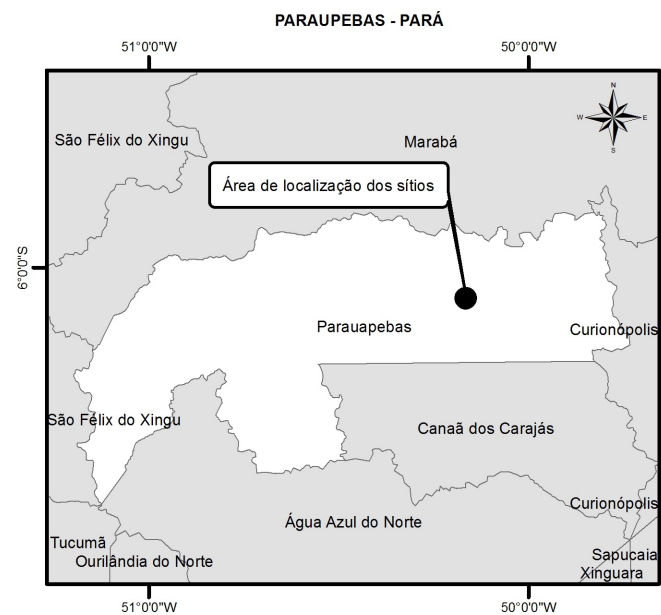 PARAUPEBAS - PARÁ
51°0'0"W
50°0'0"W
N
W
E
S
São Félix do Xingu
Marabá
Área de localização dos sítios
6°0'0"S
Parauapebas
Curionópolis
São Félix do Xingu
Canaã dos Carajás
Curionópolis
Água Azul do Norte
Tucumã
Ourilândia do Norte
Sapucaia
Xinguara
51°0'0"W
50°0'0"W